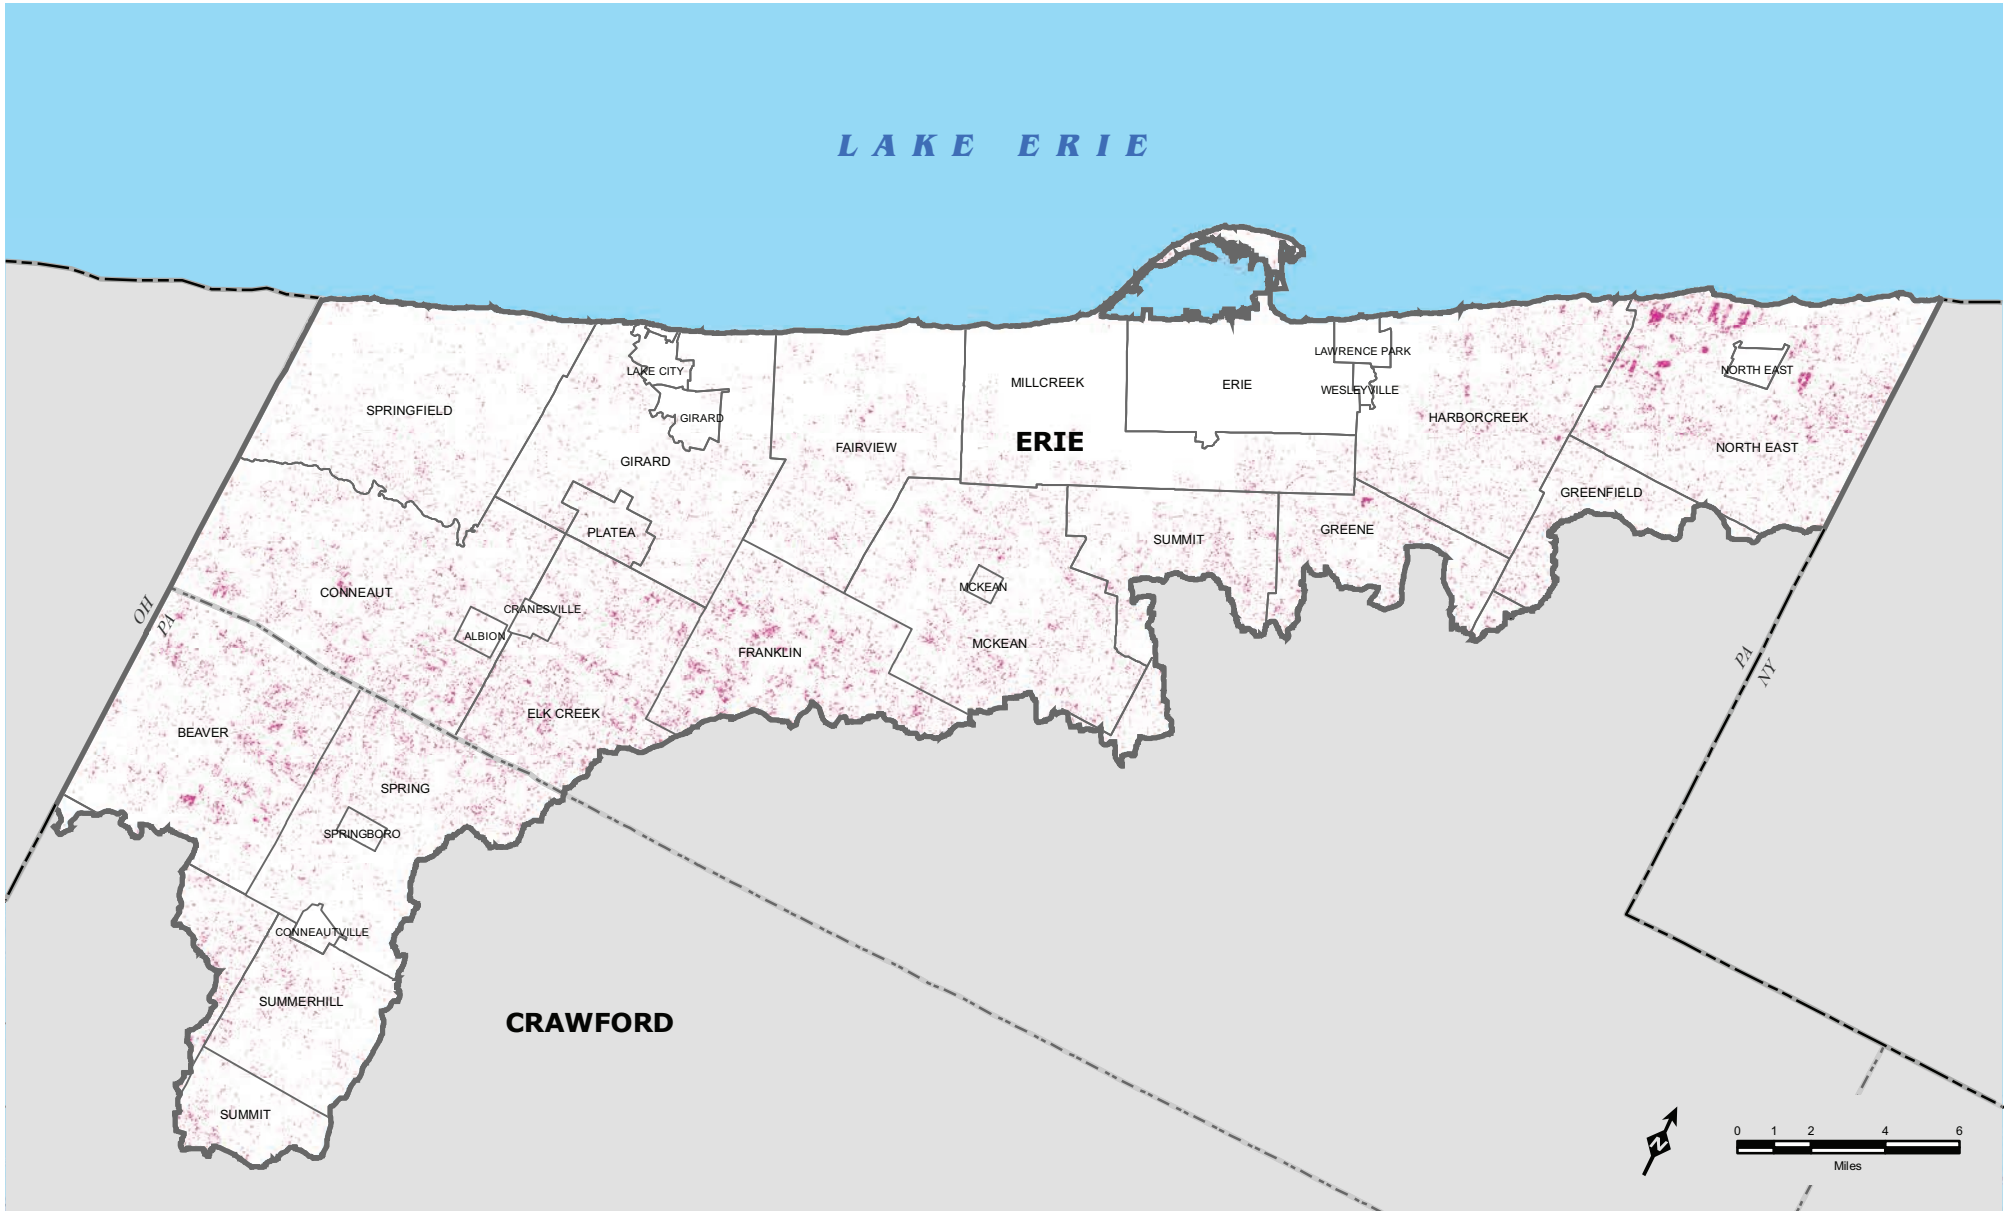 LAKE ERIE
LAWRENCE PARK
LAKE CITY
NORTH EAST
MILLCREEK
ERIE
WESLEYVILLE
SPRINGFIELD
GIRARD
HARBORCREEK
ERIE
FAIRVIEW
NORTH EAST
GIRARD
GREENFIELD
PLATEA
GREENE
SUMMIT
MCKEAN
CONNEAUT
CRANESVILLE
OH
PA
ALBION
MCKEAN
FRANKLIN
PA
NY
ELK CREEK
BEAVER
SPRING
SPRINGBORO
CONNEAUTVILLE
SUMMERHILL
CRAWFORD
SUMMIT
N
0 1 2 4 6
Miles